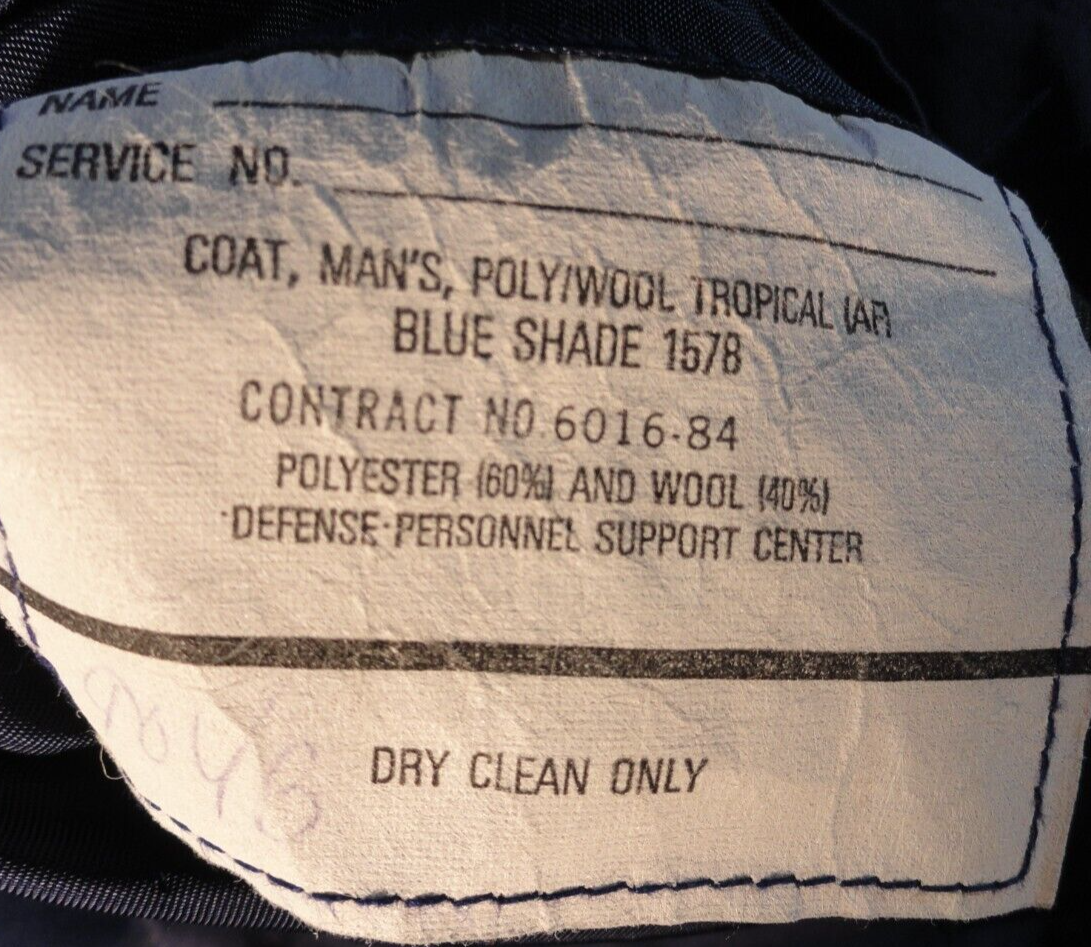 NAME
SERVICE NO.
COAT, MAN'S, POLY/WOOL TROPICAL (AF)
BLUE SHADE 1578
CONTRACT NO. 6016-84
POLYESTER (60%) AND WOOL (40%)
DEFENSE PERSONNEL SUPPORT CENTER
DRY CLEAN ONLY